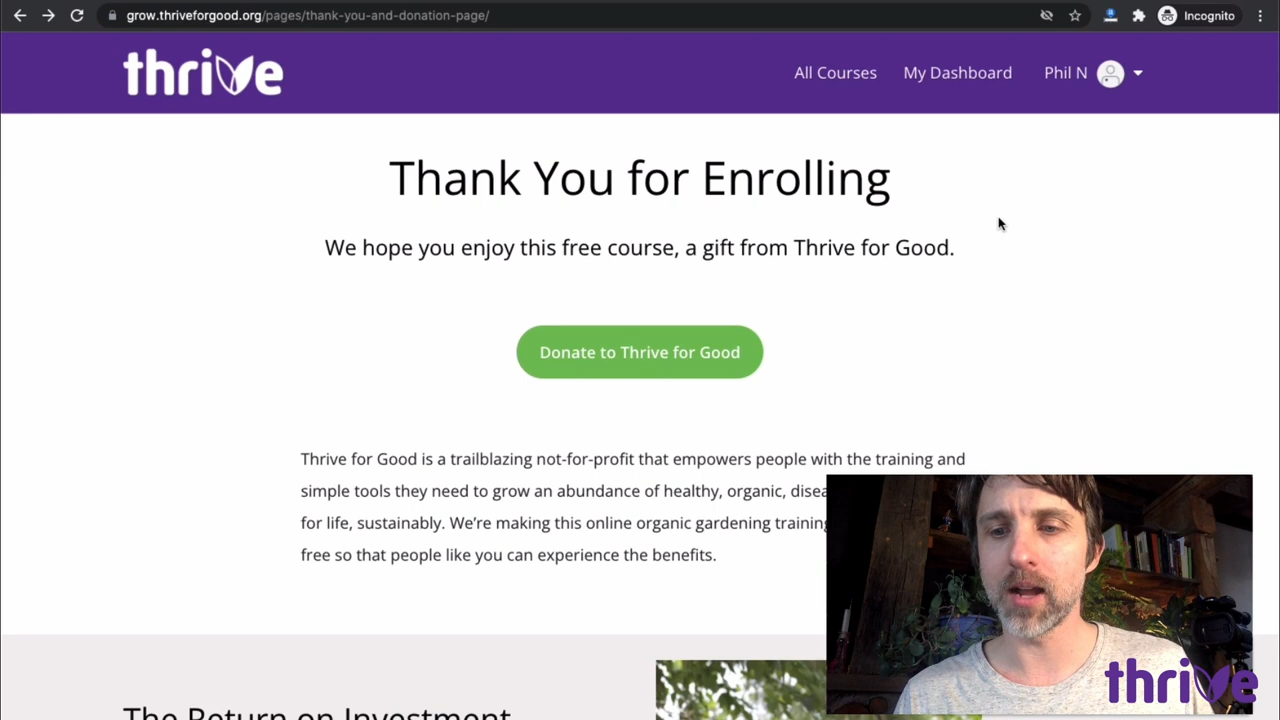 grow.thriveforgood.org/pages/thank-you-and-donation-page/
Incognito
thrive
All Courses
My Dashboard
Phil N
Thank You for Enrolling
We hope you enjoy this free course, a gift from Thrive for Good.
Donate to Thrive for Good
Thrive for Good is a trailblazing not-for-profit that empowers people with the training and
simple tools they need to grow an abundance of healthy, organic,
for life, sustainably. We’re making this online organic gardening training
free so that people like you can experience the benefits.
thrive
The Return on Investment